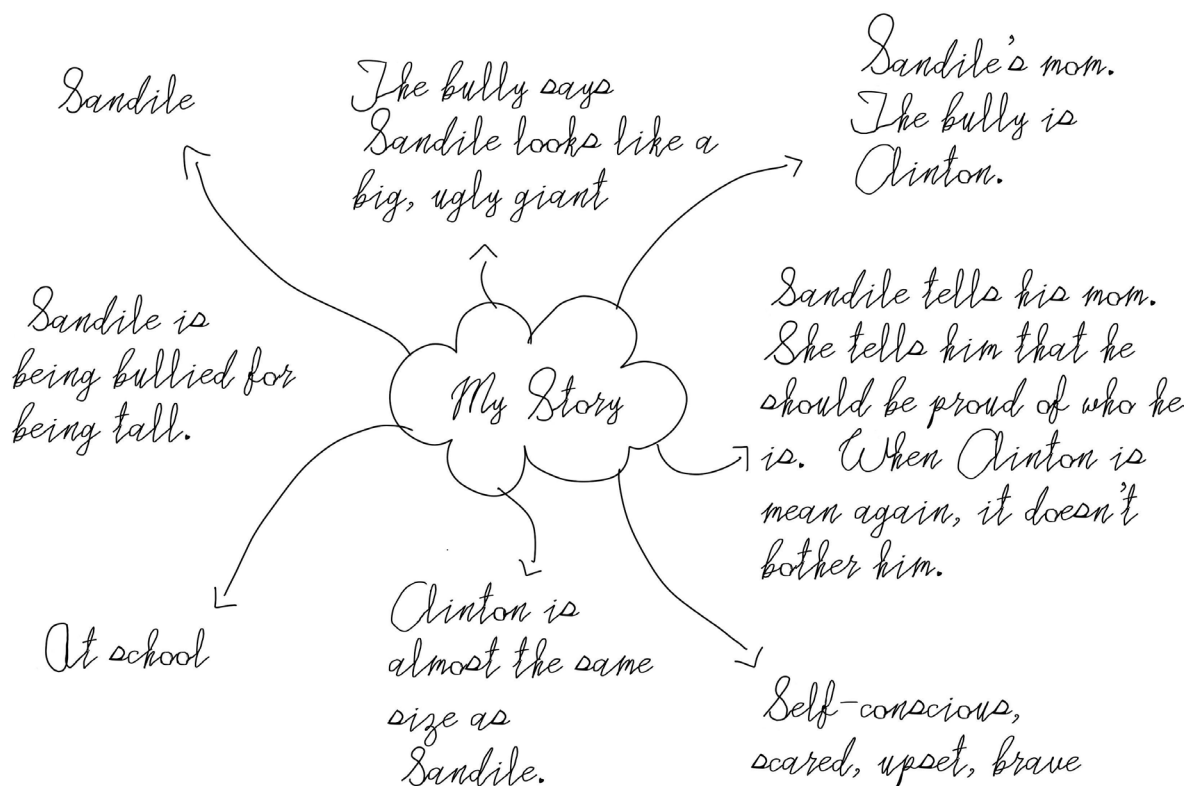 Sandile
The bully says
Sandile looks like a
big, ugly giant
Sandile's mom.
The bully is
Clinton.
Sandile is
being bullied for
being tall.
My Story
Sandile tells his mom.
She tells him that he
should be proud of who he
is. When Clinton is
mean again, it doesn't
bother him.
At school
Clinton is
almost the same
size as
Sandile.
Self-conscious,
scared, upset, brave